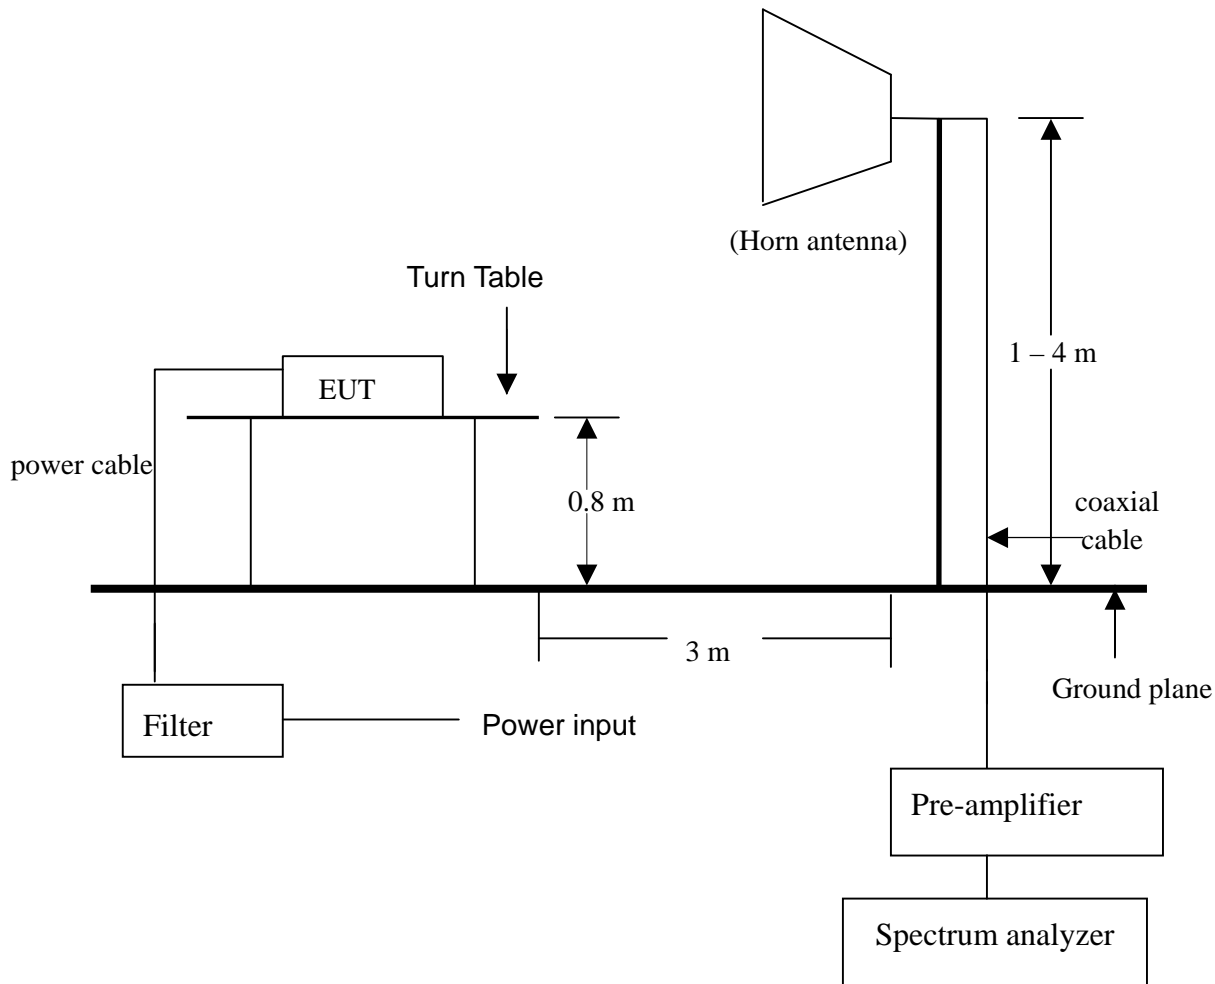 (Horn antenna)
Turn Table
1 – 4 m
EUT
power cable
0.8 m
coaxial
cable
3 m
Ground plane
Filter
Power input
Pre-amplifier
Spectrum analyzer